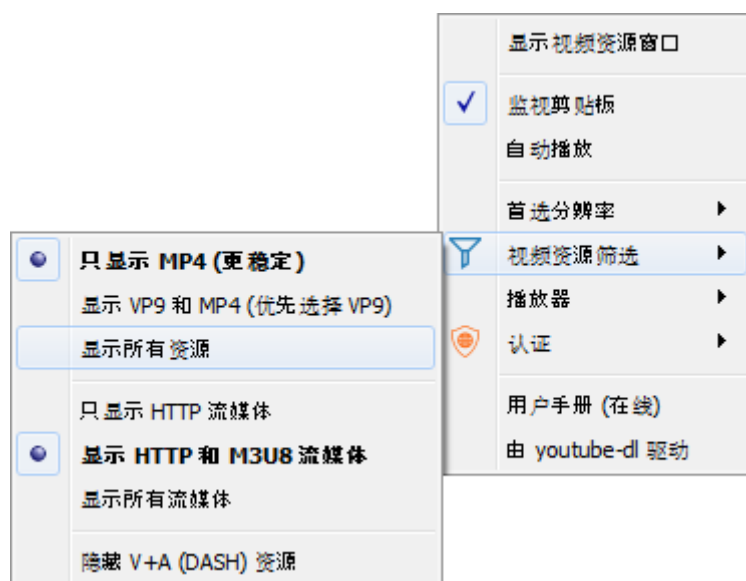 显示视频资源窗口
监视剪贴板
自动播放
首选分辨率
视频资源筛选
播放器
认证
用户手册 (在线)
由 youtube-dl 驱动
只显示 MP4 (更稳定)
显示 VP9 和 MP4 (优先选择 VP9)
显示所有资源
只显示 HTTP 流媒体
显示 HTTP 和 M3U8 流媒体
显示所有流媒体
隐藏 V+A (DASH) 资源